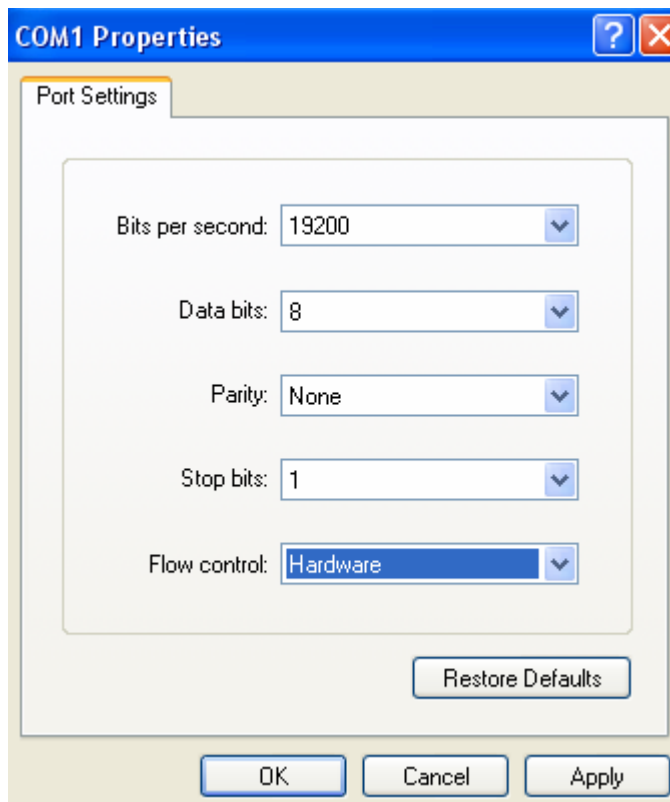 COM1 Properties
Port Settings
Bits per second: 19200
Data bits: 8
Parity: None
Stop bits: 1
Flow control: Hardware
Restore Defaults
OK Cancel Apply